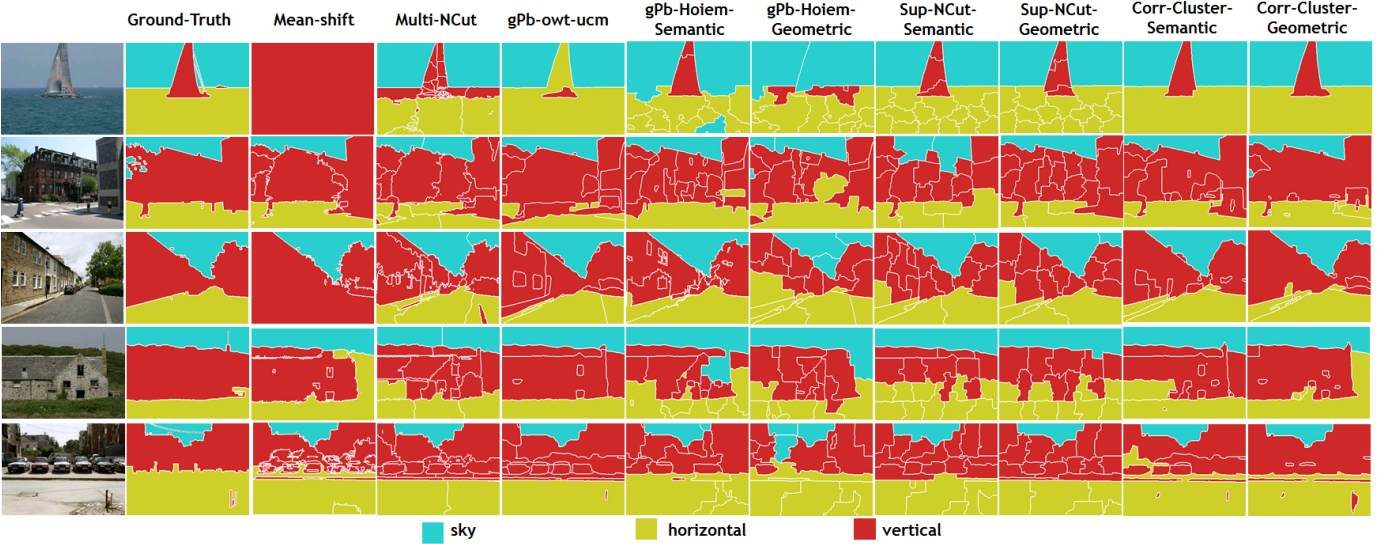 Ground-Truth Mean-shift Multi-NCut gPb-owt-ucm gPb-Hoiem-Semantic gPb-Hoiem-Geometric Sup-NCut-Semantic Sup-NCut-Geometric Corr-Cluster-Semantic Corr-Cluster-Geometric
sky horizontal vertical